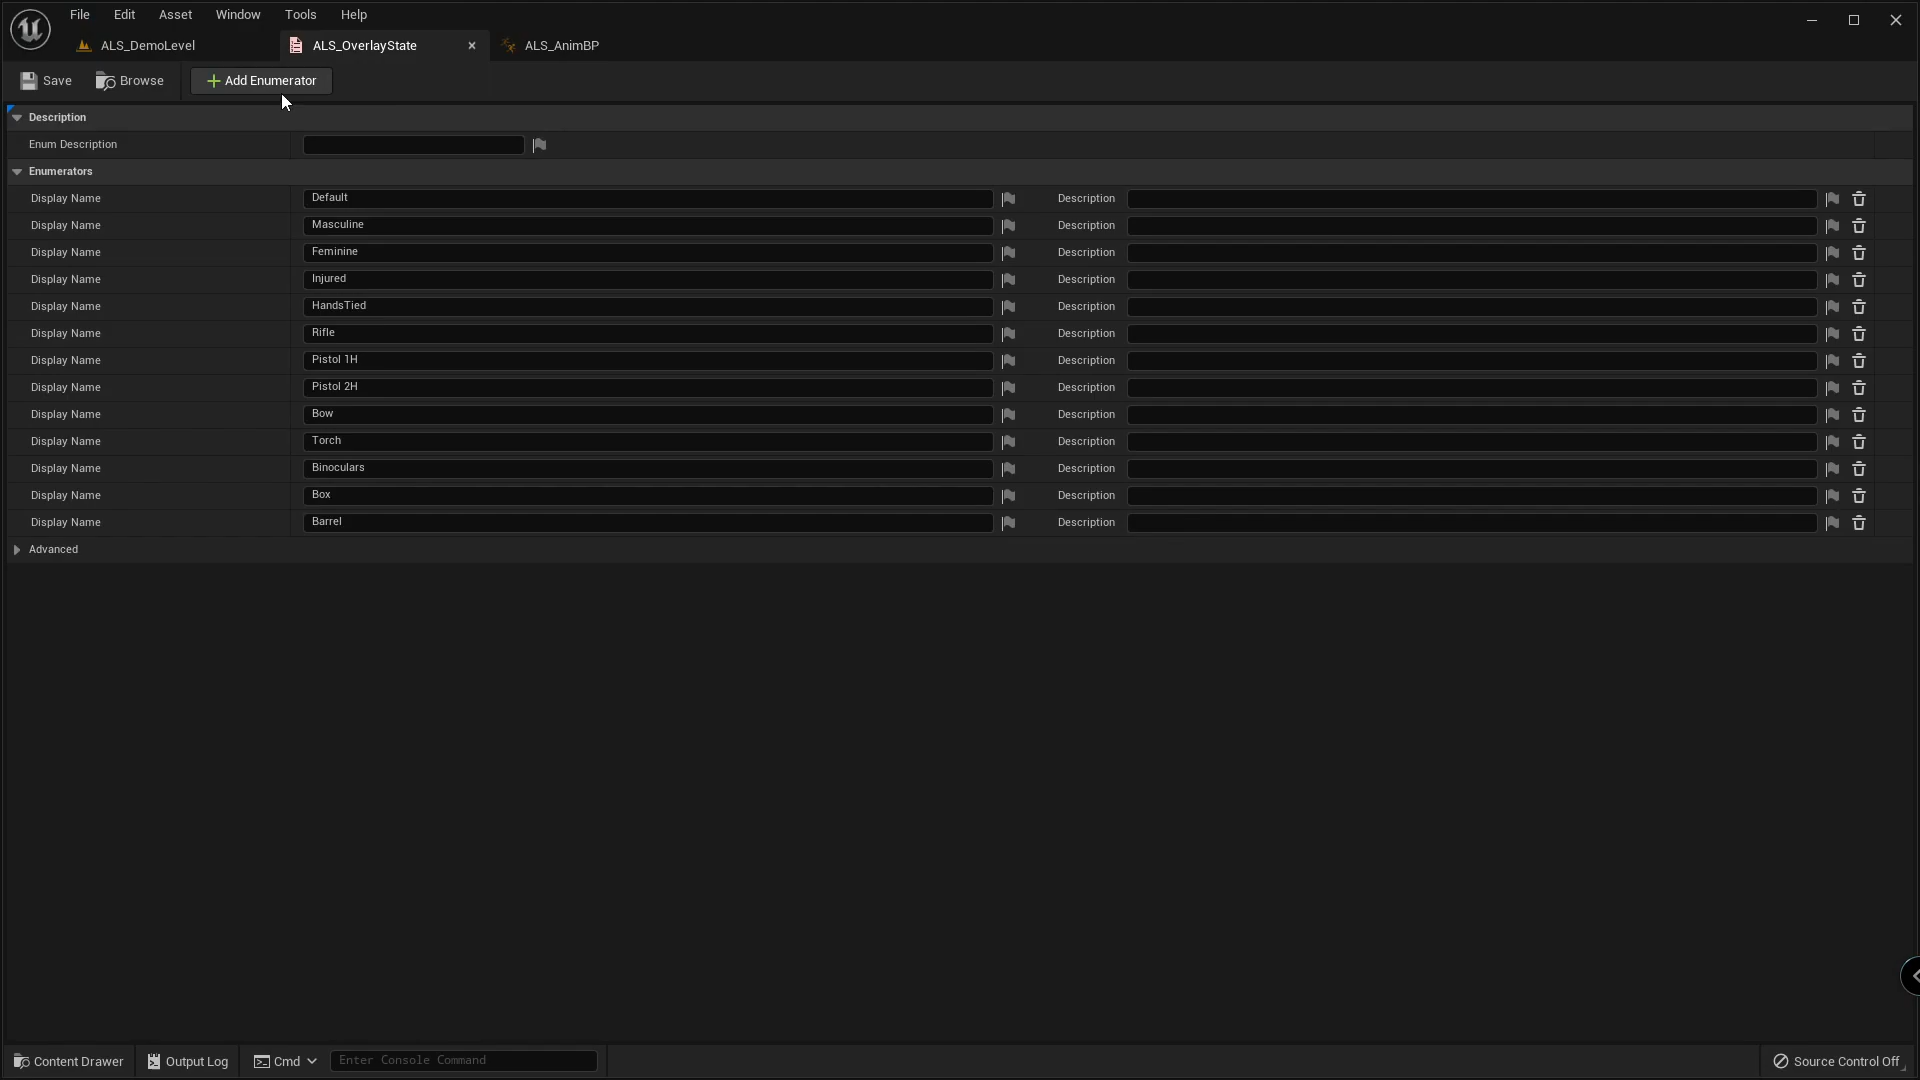 File Edit Asset Window Tools Help
ALS_DemoLevel ALS_OverlayState ALS_AnimBP
Save Browse Add Enumerator
Description
Enum Description
Enumerators
Display Name Default Description
Display Name Masculine Description
Display Name Feminine Description
Display Name Injured Description
Display Name HandsTied Description
Display Name Rifle Description
Display Name Pistol 1H Description
Display Name Pistol 2H Description
Display Name Bow Description
Display Name Torch Description
Display Name Binoculars Description
Display Name Box Description
Display Name Barrel Description
Advanced
Content Drawer Output Log Cmd Enter Console Command Source Control Off